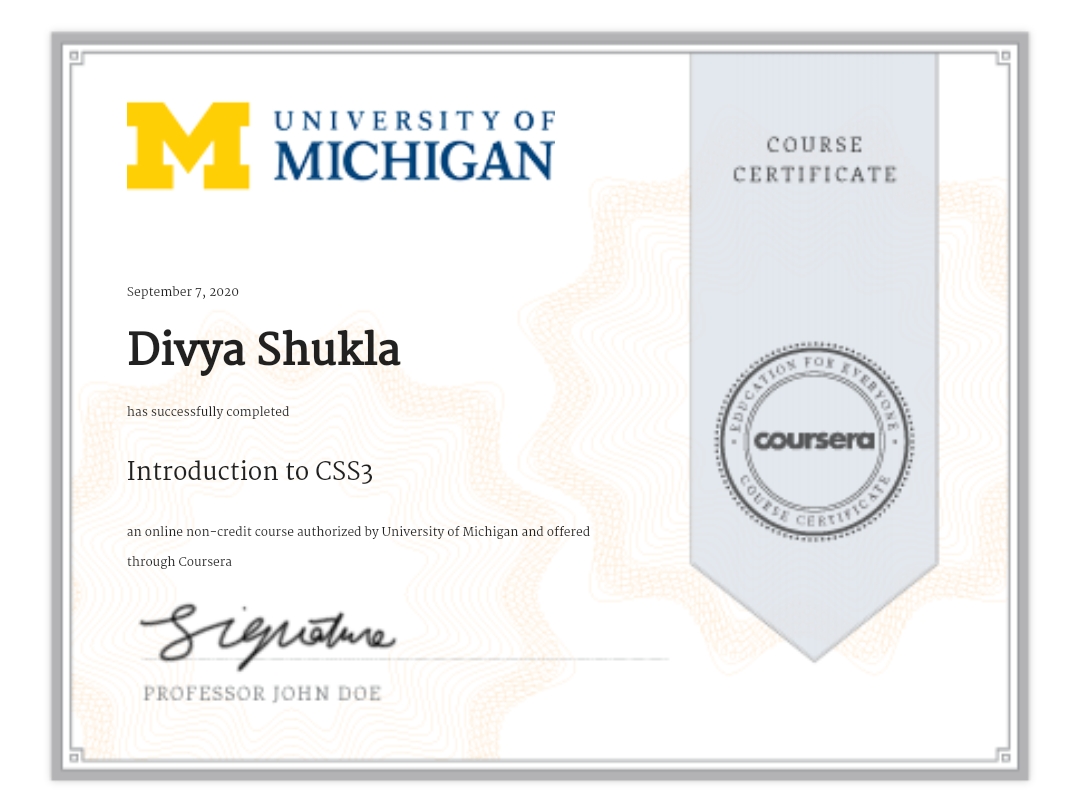 UNIVERSITY OF
MICHIGAN
COURSE
CERTIFICATE
September 7, 2020
Divya Shukla
has successfully completed
Introduction to CSS3
an online non-credit course authorized by University of Michigan and offered
through Coursera
EDUCATION FOR EVERYONE
coursera
COURSE CERTIFICATE
Signature
PROFESSOR JOHN DOE